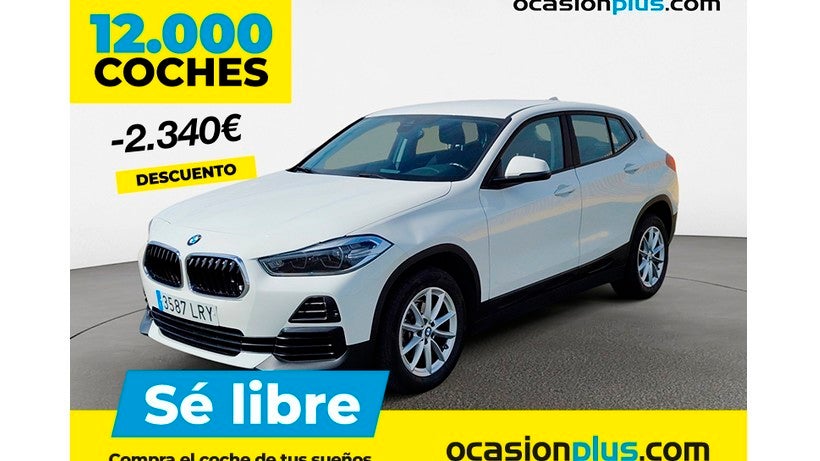 12.000
COCHES
ocasionplus.com
-2.340€
DESCUENTO
3587 LRY
Sé libre
Compra el coche de tus sueños
ocasionplus.com